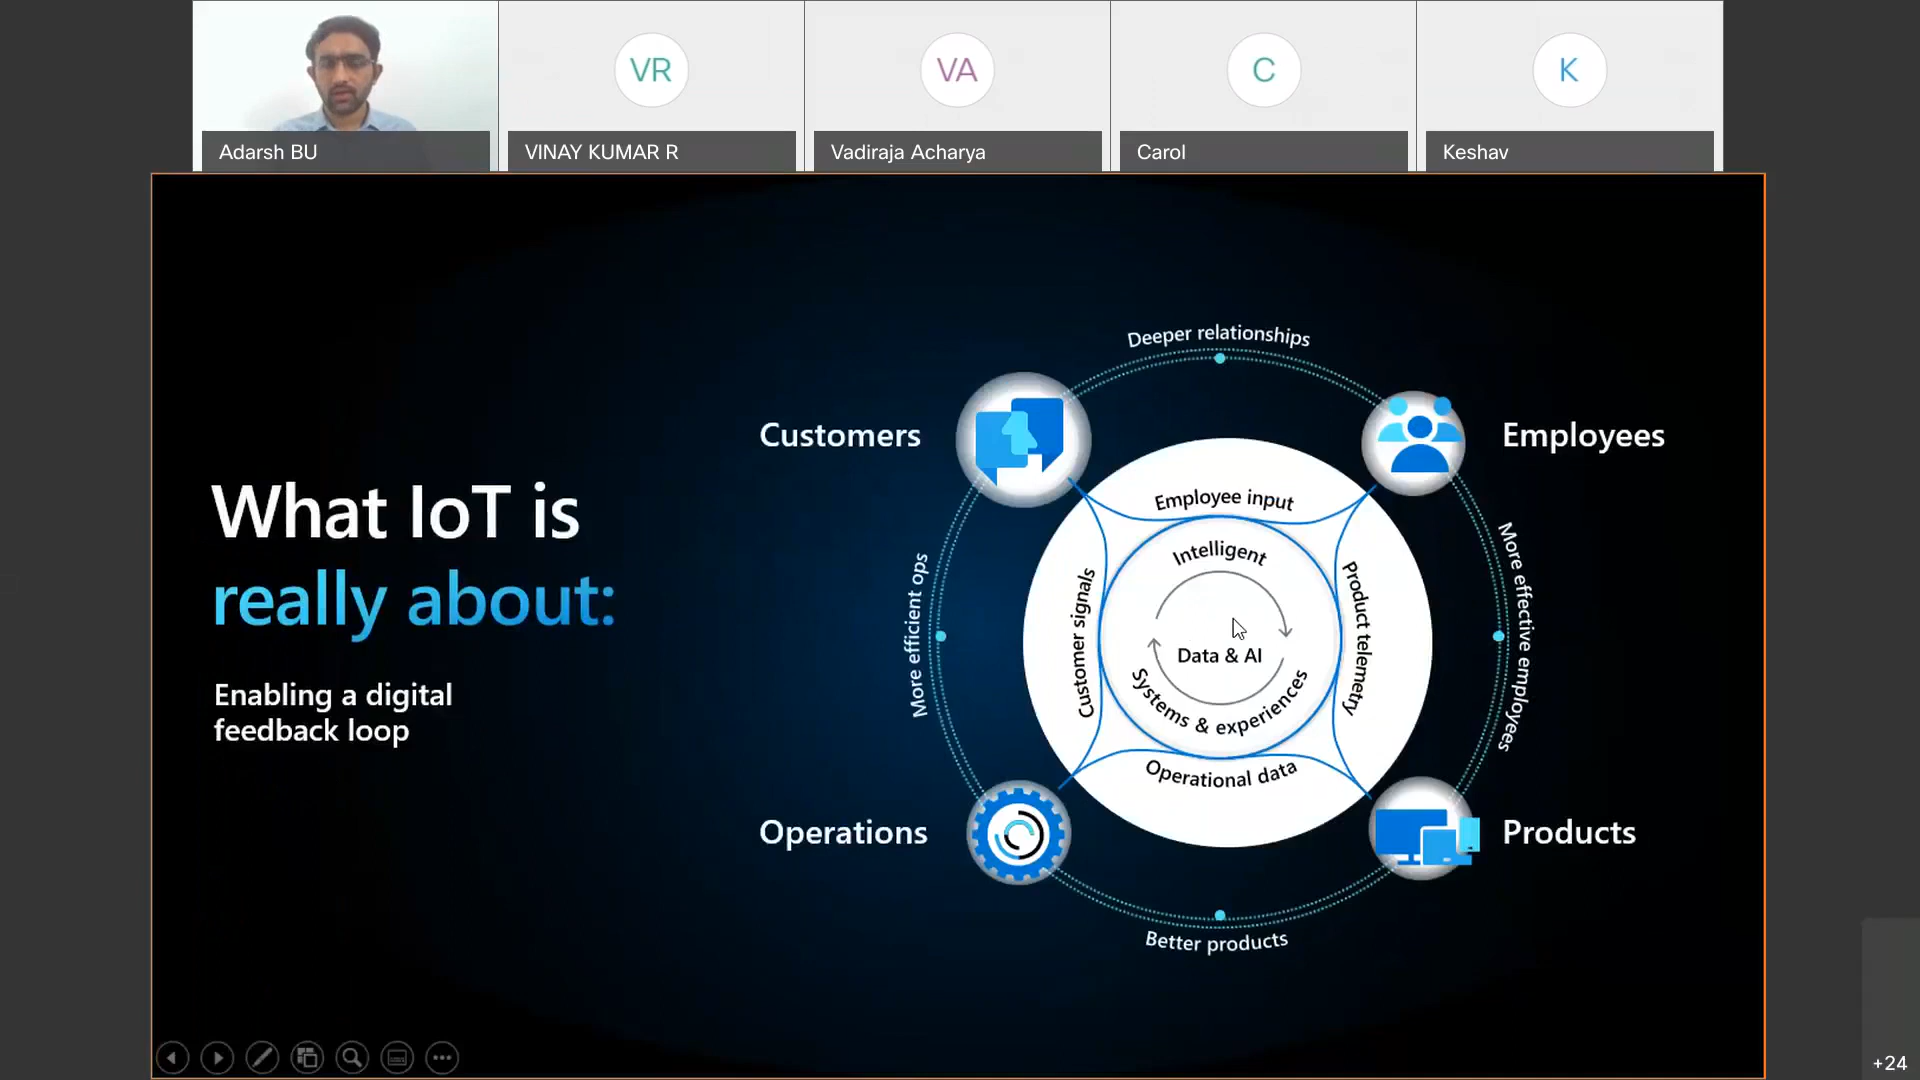 VR
VA
C
K
Adarsh BU
VINAY KUMAR R
Vadiraja Acharya
Carol
Keshav
What IoT is
really about:
Enabling a digital
feedback loop
Deeper relationships
Customers
Employees
Employee input
Intelligent
More efficient ops
Customer signals
Data & AI
Product telemetry
More effective employees
Systems & experiences
Operational data
Operations
Products
Better products
+24